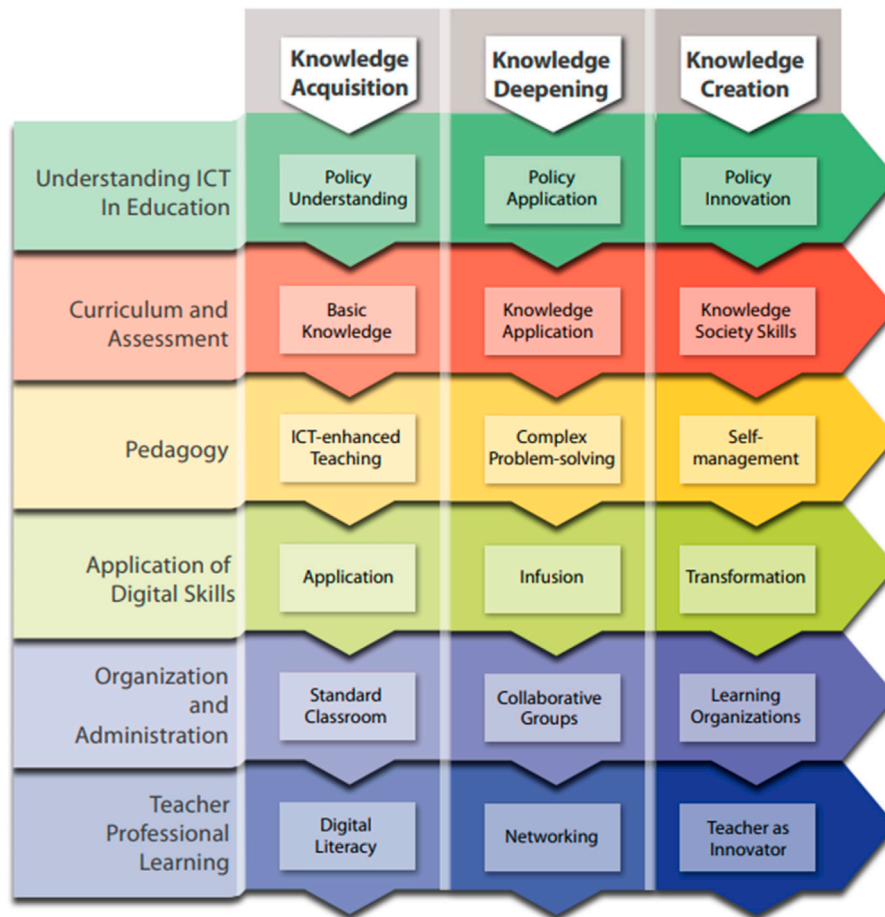 Knowledge
Acquisition
Knowledge
Deepening
Knowledge
Creation
Understanding ICT
In Education
Policy
Understanding
Policy
Application
Policy
Innovation
Curriculum and
Assessment
Basic
Knowledge
Knowledge
Application
Knowledge
Society Skills
Pedagogy
ICT-enhanced
Teaching
Complex
Problem-solving
Self-
management
Application of
Digital Skills
Application
Infusion
Transformation
Organization
and
Administration
Standard
Classroom
Collaborative
Groups
Learning
Organizations
Teacher
Professional
Learning
Digital
Literacy
Networking
Teacher as
Innovator